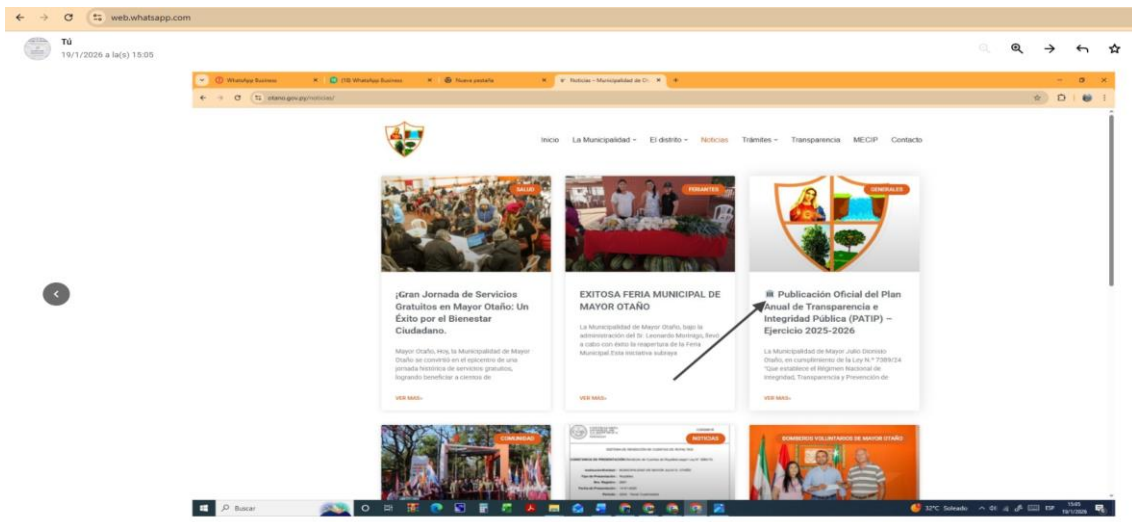 web.whatsapp.com
Tú
19/1/2026 a la(s) 15:05
WhatsApp Business
(10) WhatsApp Business
Nueva pestaña
Noticias – Municipalidad de
otano.gov.py/noticias/
Inicio La Municipalidad El distrito Noticias Trámites Transparencia MECIP Contacto
SALUD
¡Gran Jornada de Servicios
Gratuitos en Mayor Otaño: Un
Éxito por el Bienestar
Ciudadano.
Mayor Otaño, Hoy, la Municipalidad de Mayor
Otaño se convirtió en el epicentro de una
jornada histórica de servicios gratuitos,
logrando beneficiar a cientos de
VER MAS»
FERIANTES
EXITOSA FERIA MUNICIPAL DE
MAYOR OTAÑO
La Municipalidad de Mayor Otaño, bajo la
administración del Sr. Leonardo Morinigo, llevó
a cabo con éxito la reapertura de la Feria
Municipal.Esta iniciativa subraya
VER MAS»
GENERALES
Publicación Oficial del Plan
Anual de Transparencia e
Integridad Pública (PATIP) –
Ejercicio 2025-2026
La Municipalidad de Mayor Julio Dionisio
Otaño, en cumplimiento de la Ley N.° 7389/24
"Que establece el Régimen Nacional de
Integridad, Transparencia y Prevención de
VER MAS»
COMUNIDAD
NOTICIAS
BOMBEROS VOLUNTARIOS DE MAYOR OTAÑO
Buscar
32°C Soleado
ESP
15:45
19/1/2026